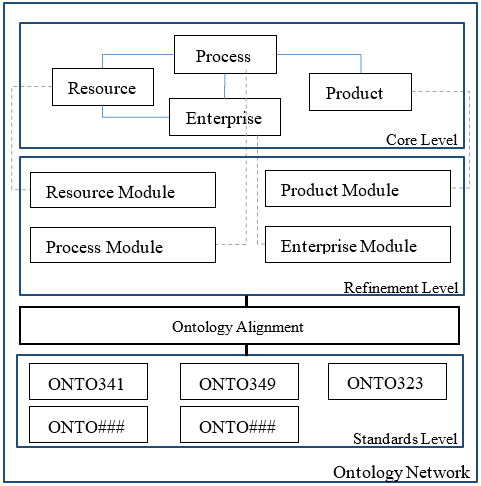 Process
Resource
Product
Enterprise
Core Level
Resource Module
Product Module
Process Module
Enterprise Module
Refinement Level
Ontology Alignment
ONTO341
ONTO349
ONTO323
ONTO###
ONTO###
Standards Level
Ontology Network